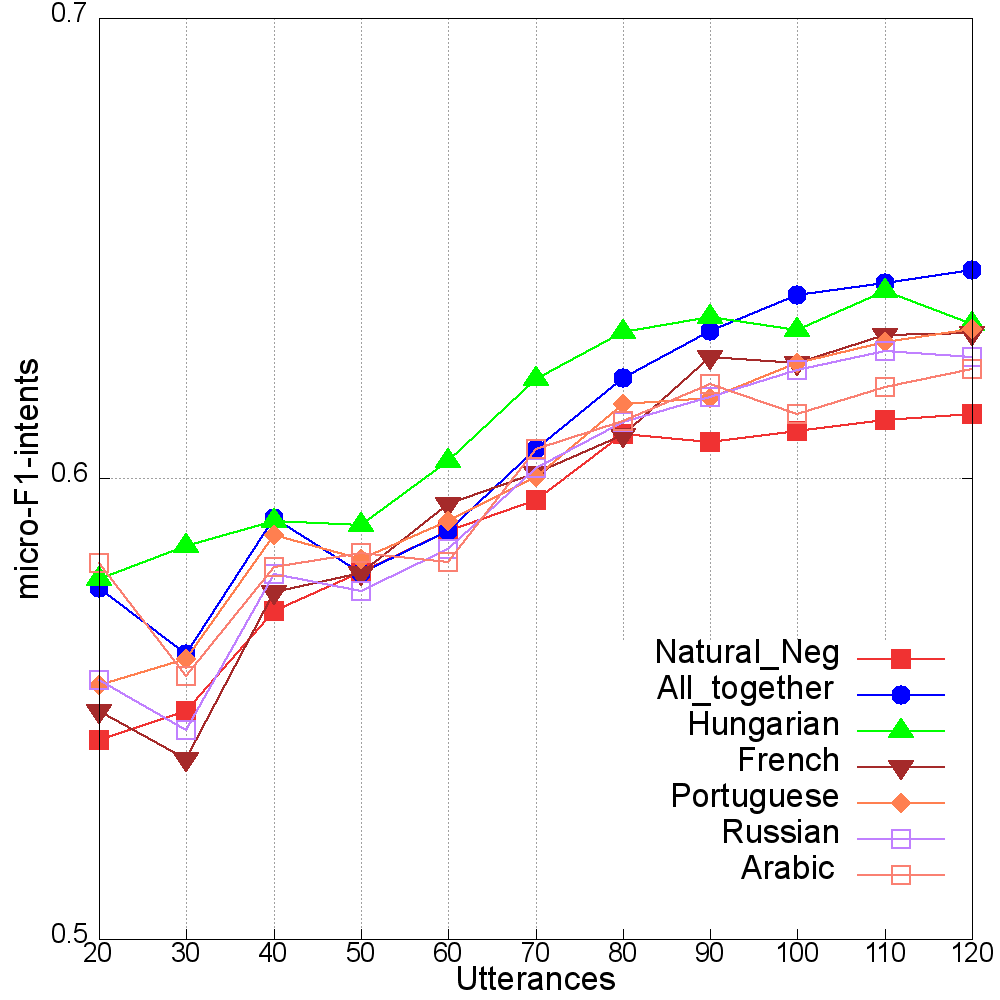 0.7
0.6
0.5
micro-F1-intents
20 30 40 50 60 70 80 90 100 110 120
Utterances
Natural_Neg
All_together
Hungarian
French
Portuguese
Russian
Arabic